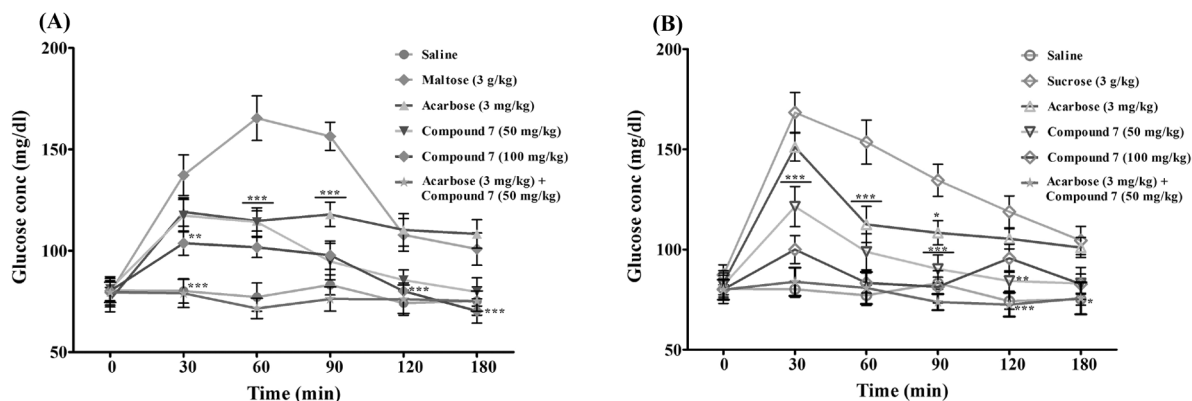 (A)
200
150
100
50
Glucose conc (mg/dl)
0 30 60 90 120 180
Time (min)
Saline
Maltose (3 g/kg)
Acarbose (3 mg/kg)
Compound 7 (50 mg/kg)
Compound 7 (100 mg/kg)
Acarbose (3 mg/kg) +
Compound 7 (50 mg/kg)
***
***
**
***
***
***
(B)
200
150
100
50
Glucose conc (mg/dl)
0 30 60 90 120 180
Time (min)
Saline
Sucrose (3 g/kg)
Acarbose (3 mg/kg)
Compound 7 (50 mg/kg)
Compound 7 (100 mg/kg)
Acarbose (3 mg/kg) +
Compound 7 (50 mg/kg)
***
***
*
***
**
***
*